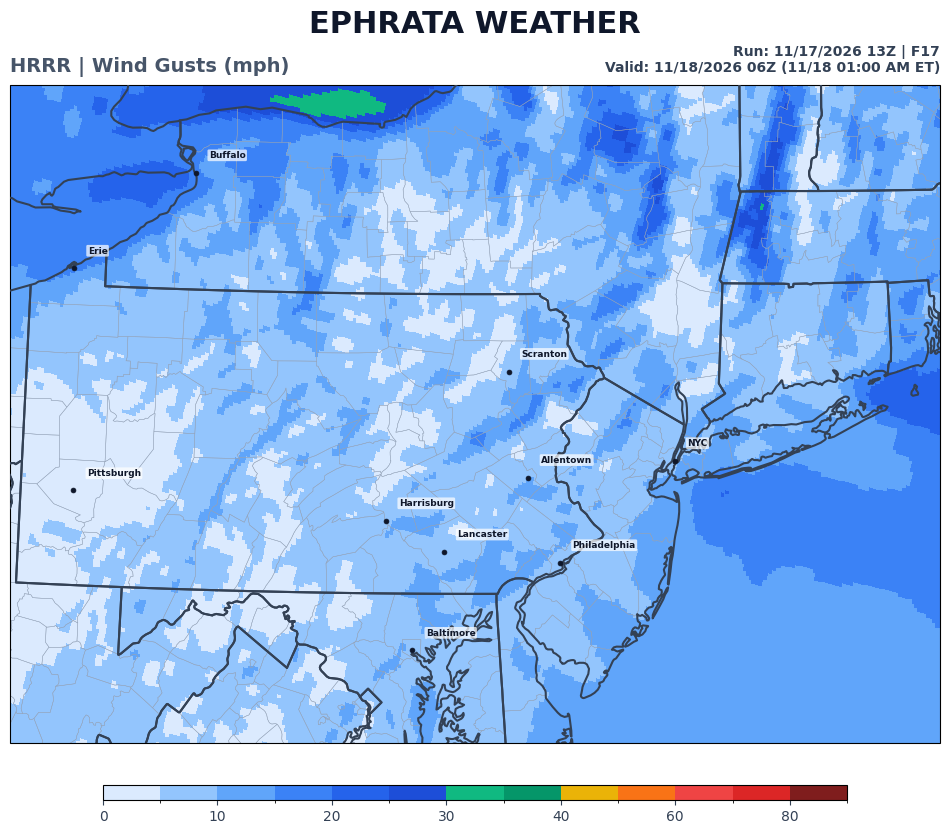 EPHRATA WEATHER
HRRR | Wind Gusts (mph)
Run: 11/17/2026 13Z | F17
Valid: 11/18/2026 06Z (11/18 01:00 AM ET)
Buffalo
Erie
Scranton
NYC
Allentown
Pittsburgh
Harrisburg
Lancaster
Philadelphia
Baltimore
0 10 20 30 40 50 60 70 80